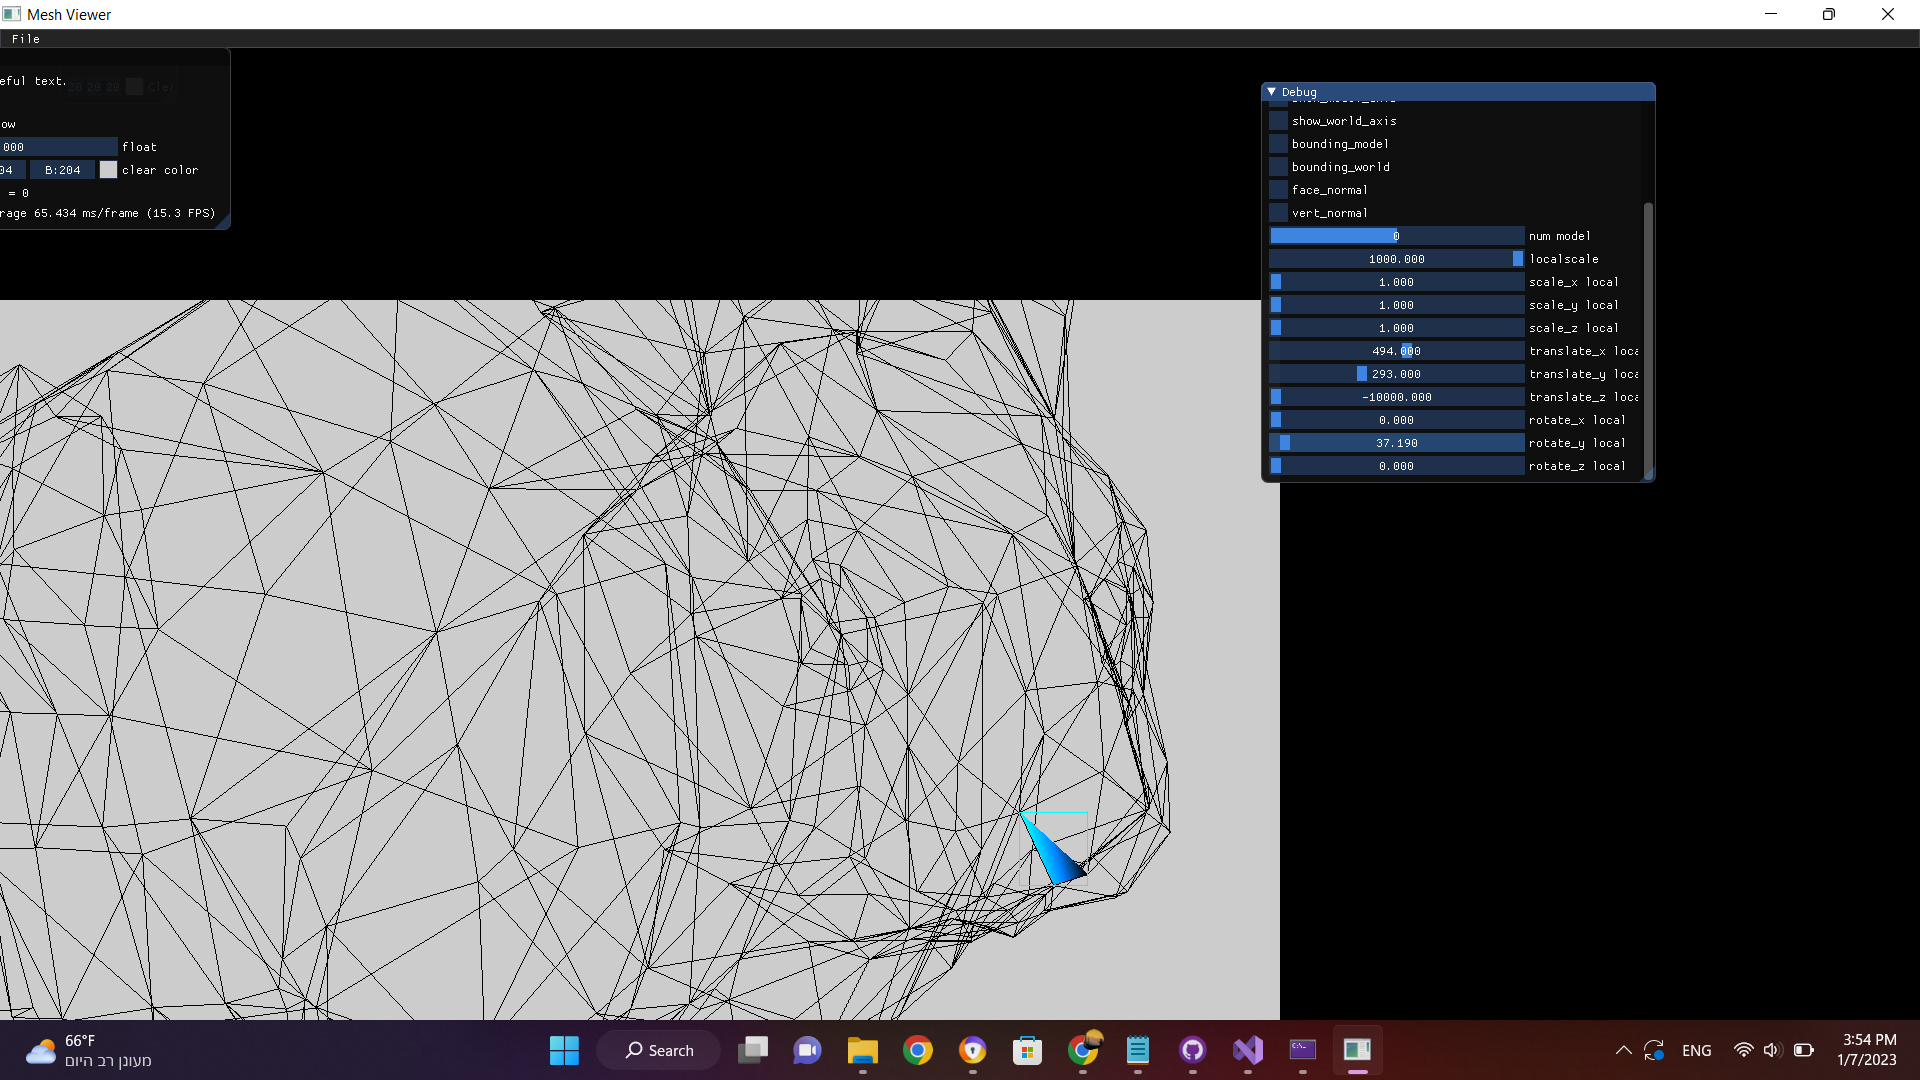 Mesh Viewer
File
eful text.
ow
000 float
04 B:204 clear color
= 0
rage 65.434 ms/frame (15.3 FPS)
Debug
show_world_axis
bounding_model
bounding_world
face_normal
vert_normal
0 num model
1000.000 localscale
1.000 scale_x local
1.000 scale_y local
1.000 scale_z local
494.000 translate_x loca
293.000 translate_y loca
-10000.000 translate_z loca
0.000 rotate_x local
37.190 rotate_y local
0.000 rotate_z local
66°F
מעונן רב היום
Search
ENG
3:54 PM
1/7/2023